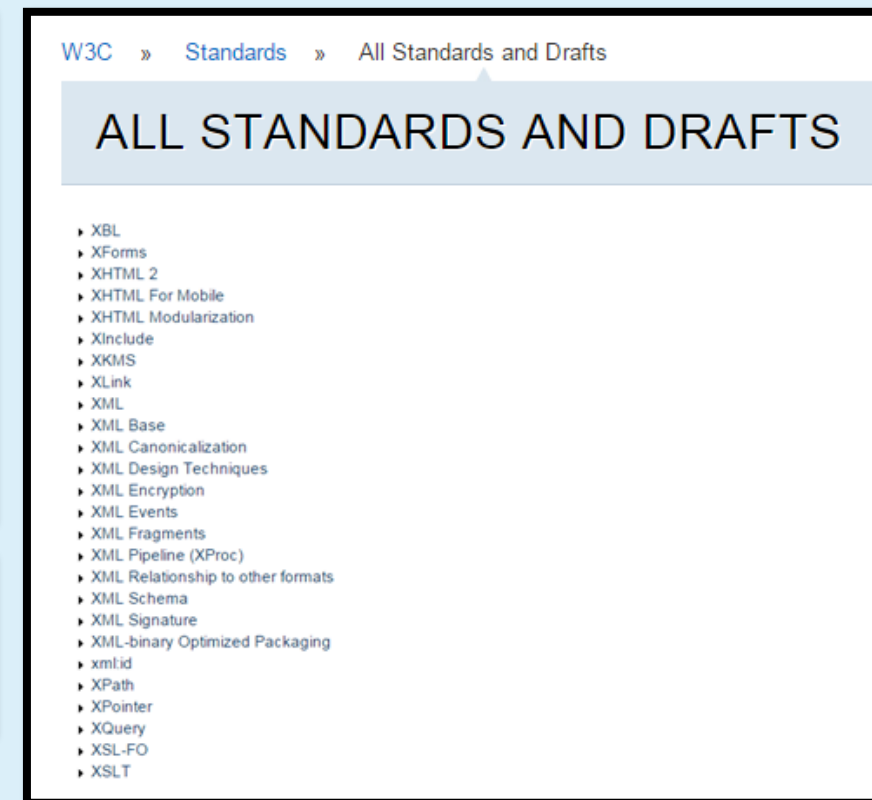 W3C » Standards » All Standards and Drafts
ALL STANDARDS AND DRAFTS
XBL
XForms
XHTML 2
XHTML For Mobile
XHTML Modularization
XInclude
XKMS
XLink
XML
XML Base
XML Canonicalization
XML Design Techniques
XML Encryption
XML Events
XML Fragments
XML Pipeline (XProc)
XML Relationship to other formats
XML Schema
XML Signature
XML-binary Optimized Packaging
xml:id
XPath
XPointer
XQuery
XSL-FO
XSLT